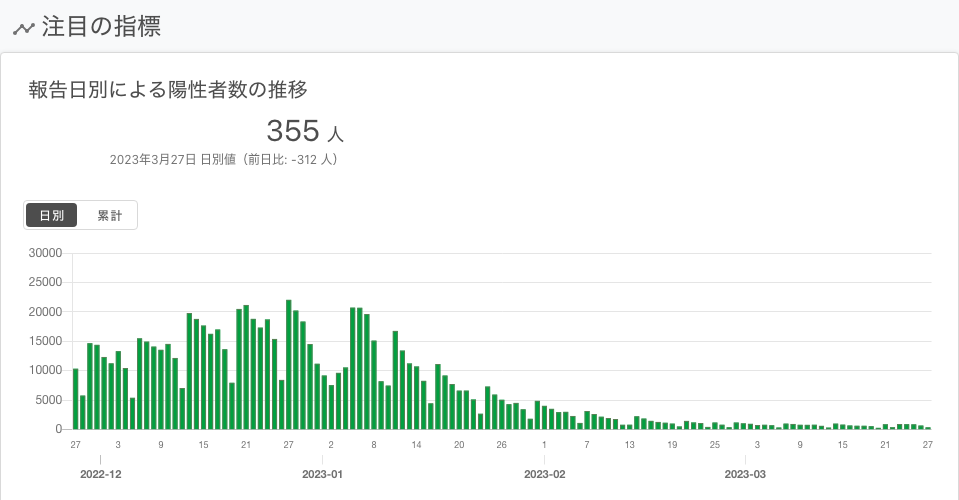 注目の指標
報告日別による陽性者数の推移
355 人
2023年3月27日 日別値（前日比: -312 人）
日別 累計
30000
25000
20000
15000
10000
5000
0
27 3 9 15 21 27 2 8 14 20 26 1 7 13 19 25 3 9 15 21 27
2022-12 2023-01 2023-02 2023-03